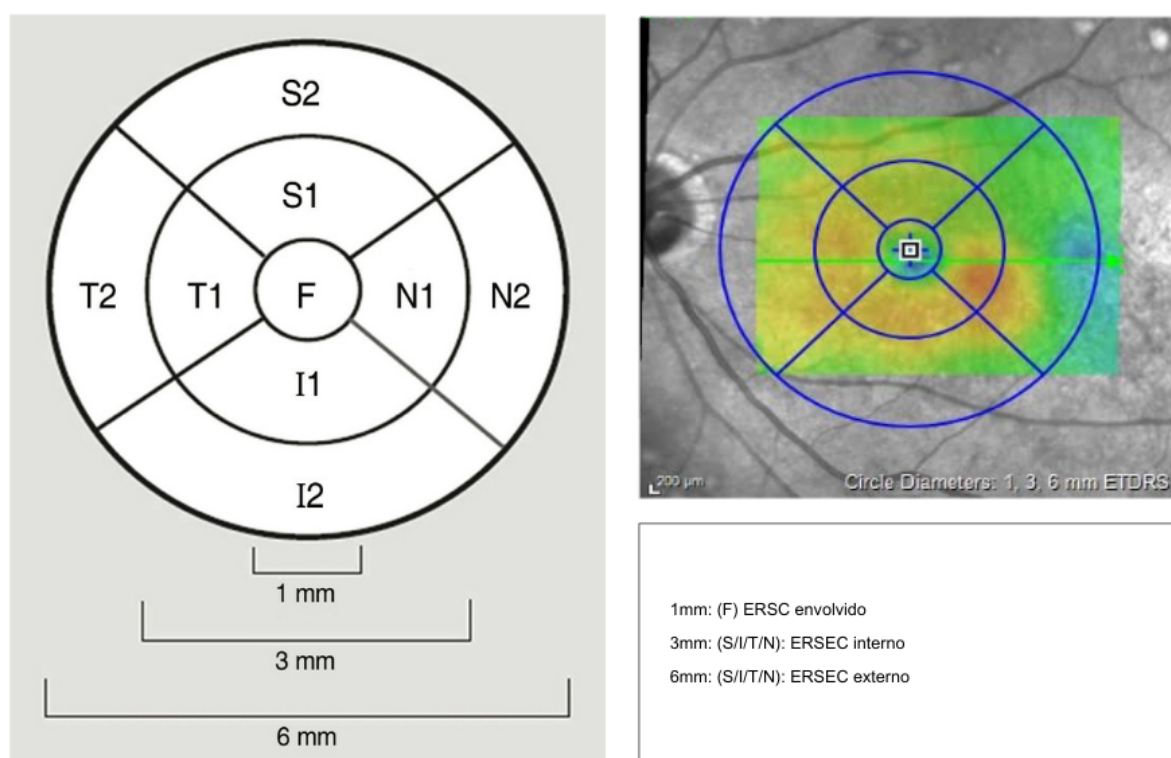 S2
S1
T2 T1 F N1 N2
I1
I2
1 mm
3 mm
6 mm
200 µm
Circle Diameters: 1, 3, 6 mm ETDRS
1mm: (F) ERSC envolvido
3mm: (S/I/T/N): ERSEC interno
6mm: (S/I/T/N): ERSEC externo